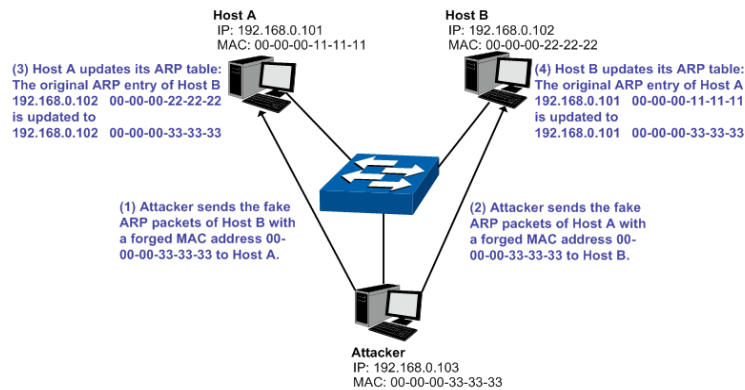 Host A
IP: 192.168.0.101
MAC: 00-00-00-11-11-11
Host B
IP: 192.168.0.102
MAC: 00-00-00-22-22-22
(3) Host A updates its ARP table:
The original ARP entry of Host B
192.168.0.102 00-00-00-22-22-22
is updated to
192.168.0.102 00-00-00-33-33-33
(4) Host B updates its ARP table:
The original ARP entry of Host A
192.168.0.101 00-00-00-11-11-11
is updated to
192.168.0.101 00-00-00-33-33-33
(1) Attacker sends the fake
ARP packets of Host B with
a forged MAC address 00-
00-00-33-33-33 to Host A.
(2) Attacker sends the fake
ARP packets of Host A with
a forged MAC address 00-
00-00-33-33-33 to Host B.
Attacker
IP: 192.168.0.103
MAC: 00-00-00-33-33-33